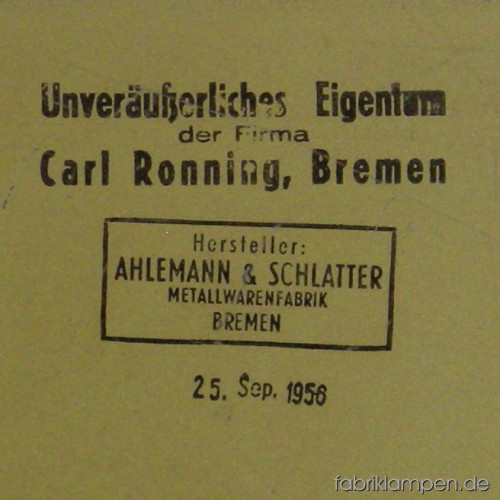 Unveräußerliches Eigentum
der Firma
Carl Ronning, Bremen
Hersteller:
AHLEMANN & SCHLATTER
METALLWARENFABRIK
BREMEN
25. Sep. 1956
fabriklampen.de